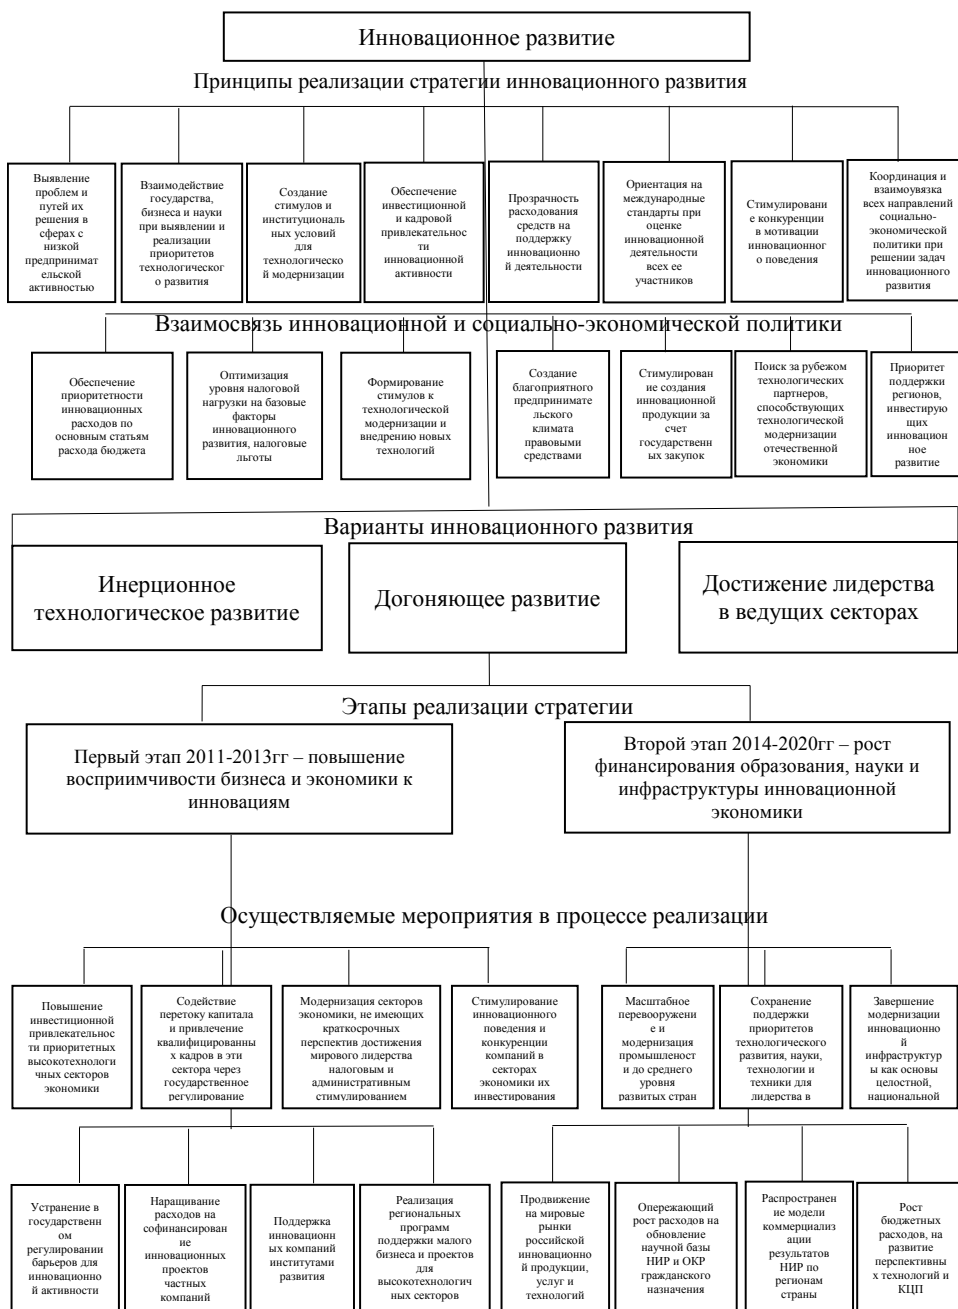 Инновационное развитие
Принципы реализации стратегии инновационного развития
Выявление
проблем и
путей их
решения в
сферах с
низкой
предпринимат
ельской
активностью
Взаимодействие
государства,
бизнеса и науки
при выявлении и
реализации
приоритетов
технологическог
о развития
Создание
стимулов и
институциональ
ных условий
для
технологическо
й модернизации
Обеспечение
инвестиционной
и кадровой
привлекательнос
ти
инновационной
активности
Прозрачность
расходования
средств на
поддержку
инновационно
й деятельности
Ориентация на
международные
стандарты при
оценке
инновационной
деятельности
всех ее
участников
Стимулировани
е конкуренции
в мотивации
инновационног
о поведения
Координация и
взаимоувязка
всех направлений
социально-
экономической
политики при
решении задач
инновационного
развития
Взаимосвязь инновационной и социально-экономической политики
Обеспечение
приоритетности
инновационных
расходов по
основным статьям
расхода бюджета
Оптимизация
уровня налоговой
нагрузки на базовые
факторы
инновационного
развития, налоговые
льготы
Формирование
стимулов к
технологической
модернизации и
внедрению новых
технологий
Создание
благоприятного
предпринимате
льского
климата
правовыми
средствами
Стимулирован
ие создания
инновационной
продукции за
счет
государственн
ых закупок
Поиск за рубежом
технологических
партнеров,
способствующих
технологической
модернизации
отечественной
экономики
Приоритет
поддержки
регионов,
инвестирую
щих
инновацион
ное
развитие
Варианты инновационного развития
Инерционное
технологическое развитие
Догоняющее развитие
Достижение лидерства
в ведущих секторах
Этапы реализации стратегии
Первый этап 2011-2013гг – повышение
восприимчивости бизнеса и экономики к
инновациям
Второй этап 2014-2020гг – рост
финансирования образования, науки и
инфраструктуры инновационной
экономики
Осуществляемые мероприятия в процессе реализации
Повышение
инвестиционной
привлекательнос
ти приоритетных
высокотехнологи
чных секторов
экономики
Содействие
перетоку капитала
и привлечение
квалифицированны
х кадров в эти
сектора через
государственное
регулирование
Модернизация секторов
экономики, не имеющих
краткосрочных
перспектив достижения
мирового лидерства
налоговым и
административным
стимулированием
Стимулирование
инновационного
поведения и
конкуренции
компаний в
секторах
экономики их
инвестирования
Масштабное
перевооружени
е и
модернизация
промышленност
и до среднего
уровня
развитых стран
Сохранение
поддержки
приоритетов
технологического
развития, науки,
технологии и
техники для
лидерства в
Завершение
модернизации
инновационно
й
инфраструктур
ы как основы
целостной,
национальной
Устранение в
государственн
ом
регулировании
барьеров для
инновационно
й активности
Наращивание
расходов на
софинансирован
ие
инновационных
проектов
частных
компаний
Поддержка
инновационн
ых компаний
институтами
развития
Реализация
региональных
программ
поддержки малого
бизнеса и проектов
для
высокотехнологич
ных секторов
Продвижение
на мировые
рынки
российской
инновационно
й продукции,
услуг и
технологий
Опережающий
рост расходов на
обновление
научной базы
НИР и ОКР
гражданского
назначения
Распространен
ие модели
коммерциализ
ации
результатов
НИР по
регионам
страны
Рост
бюджетных
расходов, на
развитие
перспективны
х технологий и
КЦП